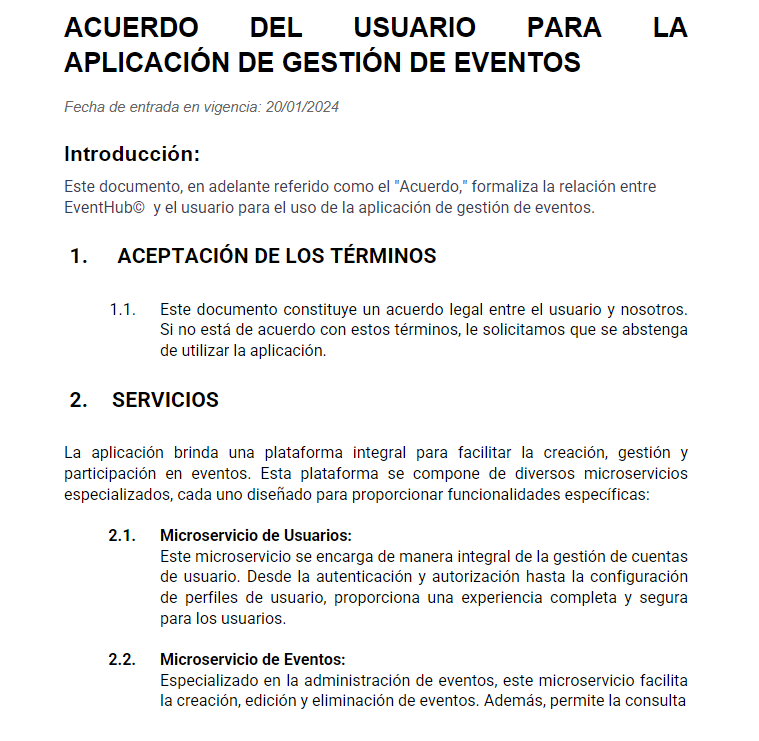 ACUERDO DEL USUARIO PARA LA
APLICACIÓN DE GESTIÓN DE EVENTOS
Fecha de entrada en vigencia: 20/01/2024
Introducción:
Este documento, en adelante referido como el "Acuerdo," formaliza la relación entre
EventHub© y el usuario para el uso de la aplicación de gestión de eventos.
1. ACEPTACIÓN DE LOS TÉRMINOS
1.1. Este documento constituye un acuerdo legal entre el usuario y nosotros.
Si no está de acuerdo con estos términos, le solicitamos que se abstenga
de utilizar la aplicación.
2. SERVICIOS
La aplicación brinda una plataforma integral para facilitar la creación, gestión y
participación en eventos. Esta plataforma se compone de diversos microservicios
especializados, cada uno diseñado para proporcionar funcionalidades específicas:
2.1. Microservicio de Usuarios:
Este microservicio se encarga de manera integral de la gestión de cuentas
de usuario. Desde la autenticación y autorización hasta la configuración
de perfiles de usuario, proporciona una experiencia completa y segura
para los usuarios.
2.2. Microservicio de Eventos:
Especializado en la administración de eventos, este microservicio facilita
la creación, edición y eliminación de eventos. Además, permite la consulta